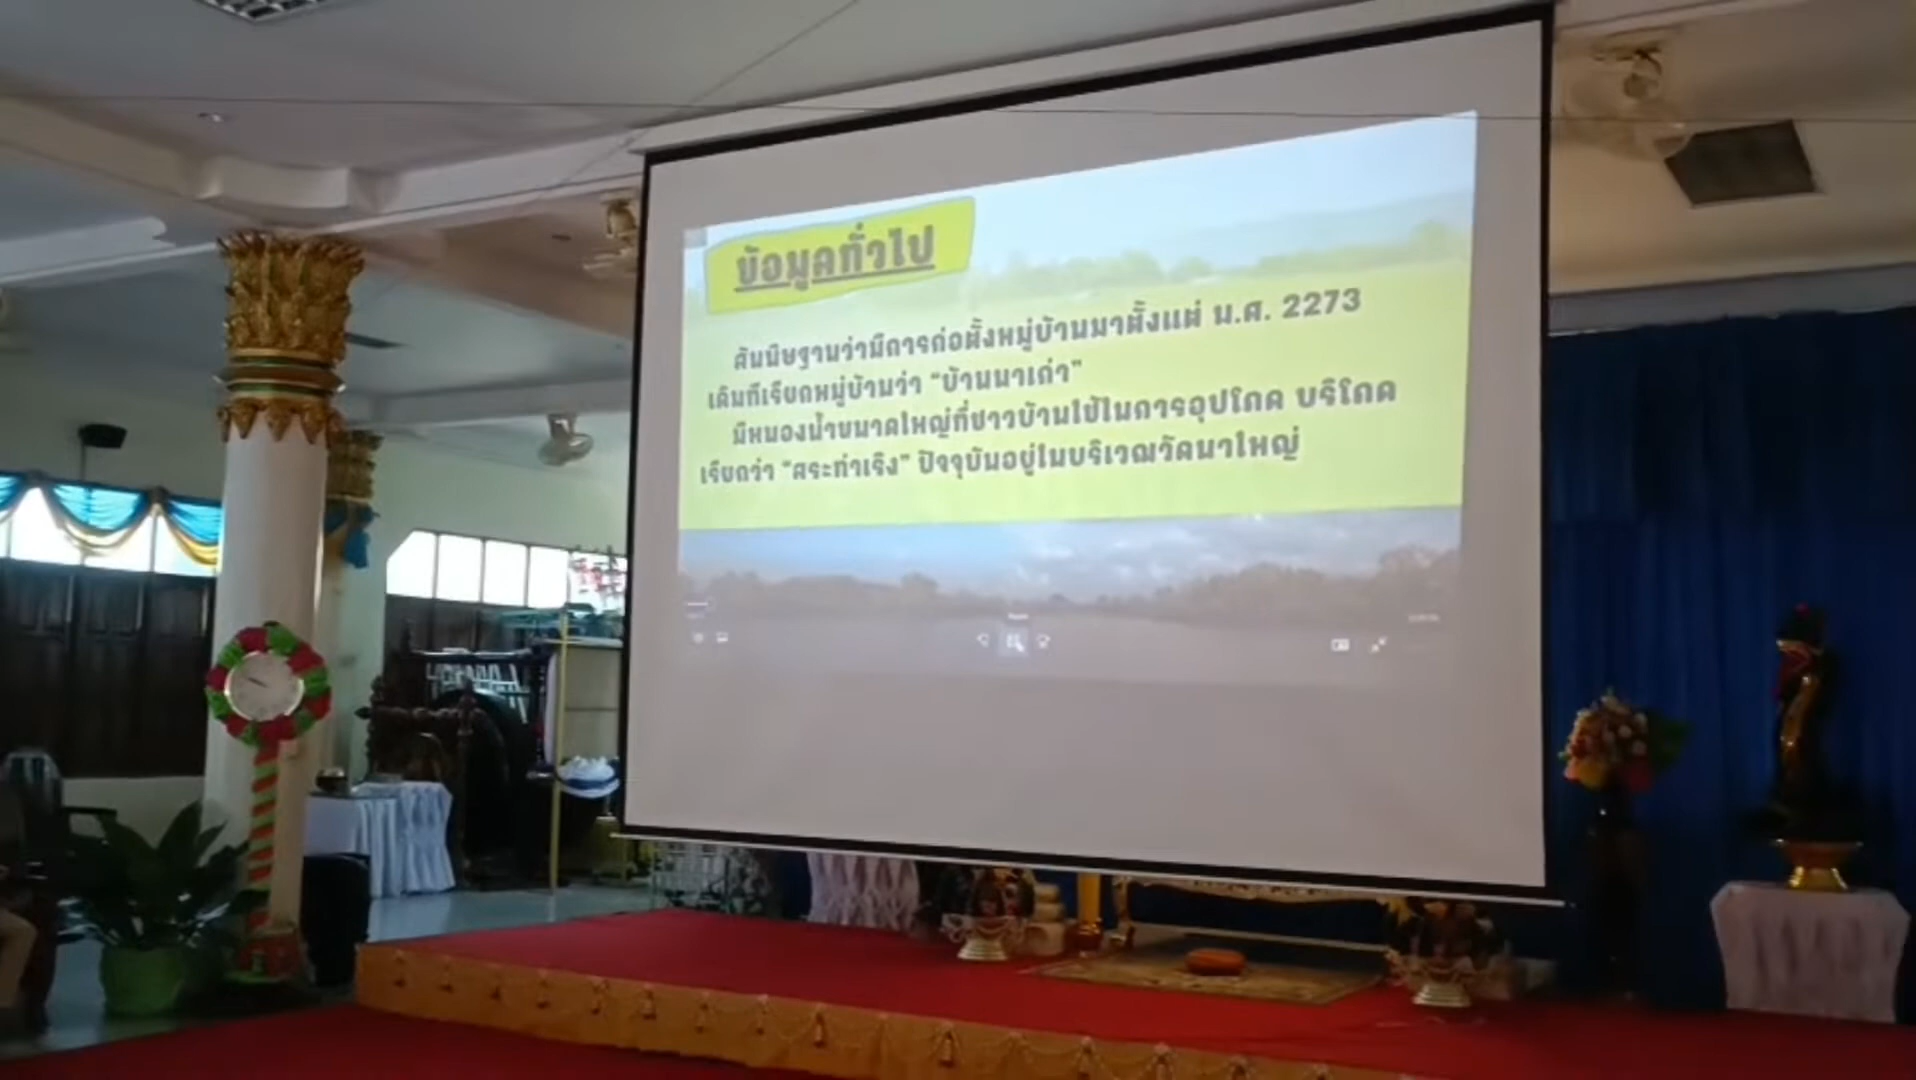 ข้อมูลทั่วไป
สันนิษฐานว่ามีการก่อตั้งหมู่บ้านมาตั้งแต่ พ.ศ. 2273
เดิมทีเรียกหมู่บ้านว่า "บ้านนาเก่า"
มีหนองน้ำขนาดใหญ่ที่ชาวบ้านใช้ในการอุปโภค บริโภค
เรียกว่า "สระท่าเริง" ปัจจุบันอยู่ในบริเวณวัดนาใหญ่